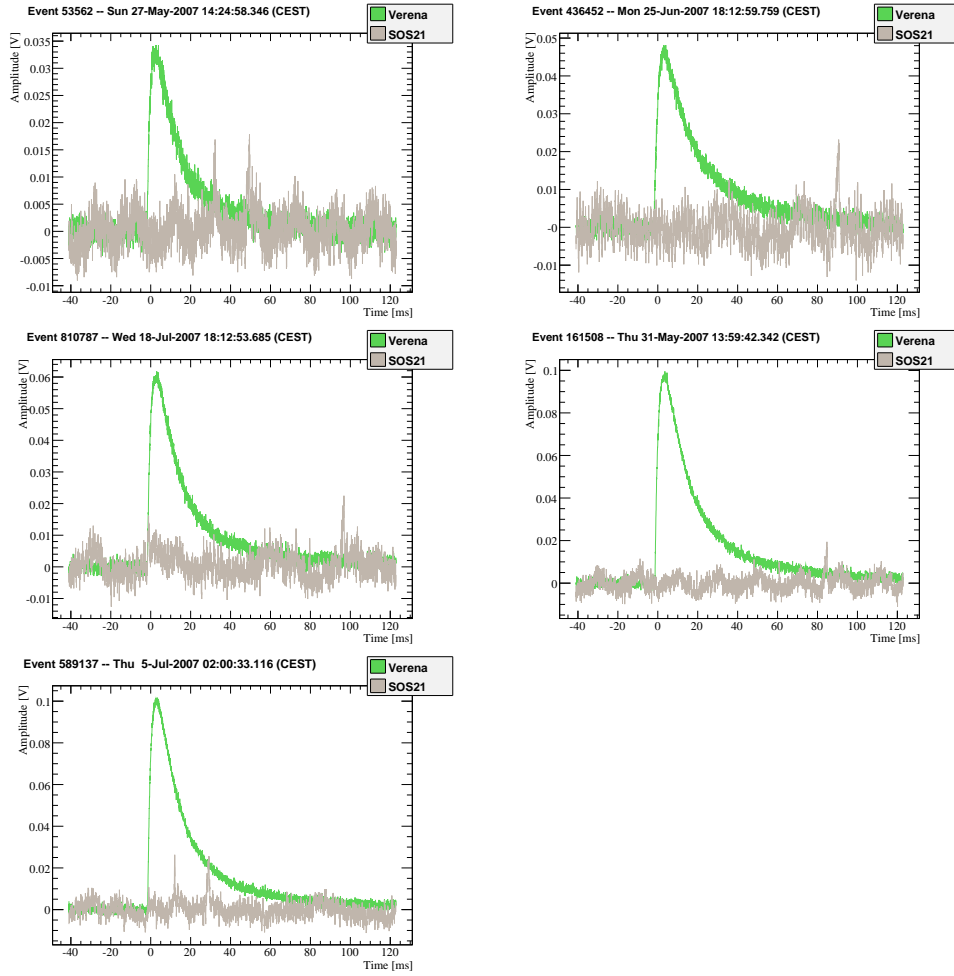 Event 53562 -- Sun 27-May-2007 14:24:58.346 (CEST)
Verena
SOS21
Amplitude [V]
0.035
0.03
0.025
0.02
0.015
0.01
0.005
0
-0.005
-0.01
-40 -20 0 20 40 60 80 100 120
Time [ms]
Event 436452 -- Mon 25-Jun-2007 18:12:59.759 (CEST)
Verena
SOS21
Amplitude [V]
0.05
0.04
0.03
0.02
0.01
-0
-0.01
-40 -20 0 20 40 60 80 100 120
Time [ms]
Event 810787 -- Wed 18-Jul-2007 18:12:53.685 (CEST)
Verena
SOS21
Amplitude [V]
0.06
0.05
0.04
0.03
0.02
0.01
0
-0.01
-40 -20 0 20 40 60 80 100 120
Time [ms]
Event 161508 -- Thu 31-May-2007 13:59:42.342 (CEST)
Verena
SOS21
Amplitude [V]
0.1
0.08
0.06
0.04
0.02
0
-40 -20 0 20 40 60 80 100 120
Time [ms]
Event 589137 -- Thu 5-Jul-2007 02:00:33.116 (CEST)
Verena
SOS21
Amplitude [V]
0.1
0.08
0.06
0.04
0.02
0
-40 -20 0 20 40 60 80 100 120
Time [ms]